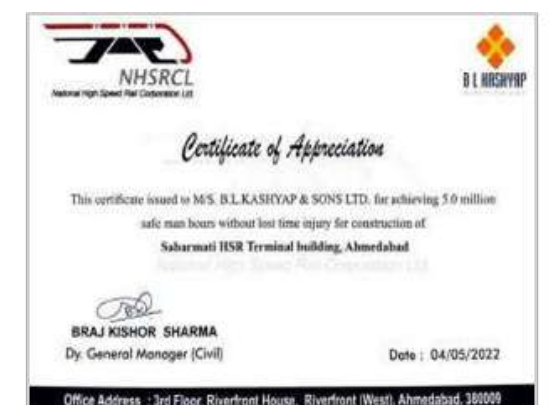 NHSRCL
National High Speed Rail Corporation Ltd
B L KASHYAP
Certificate of Appreciation
This certificate issued to M/S. B.L.KASHYAP & SONS LTD. for achieving 5.0 million
safe man hours without lost time injury for construction of
Sabarmati HSR Terminal building, Ahmedabad
National High Speed Rail Corporation Ltd
BRAJ KISHOR SHARMA
Dy. General Manager (Civil)
Date : 04/05/2022
Office Address : 3rd Floor, Riverfront House, Riverfront (West), Ahmedabad, 380009